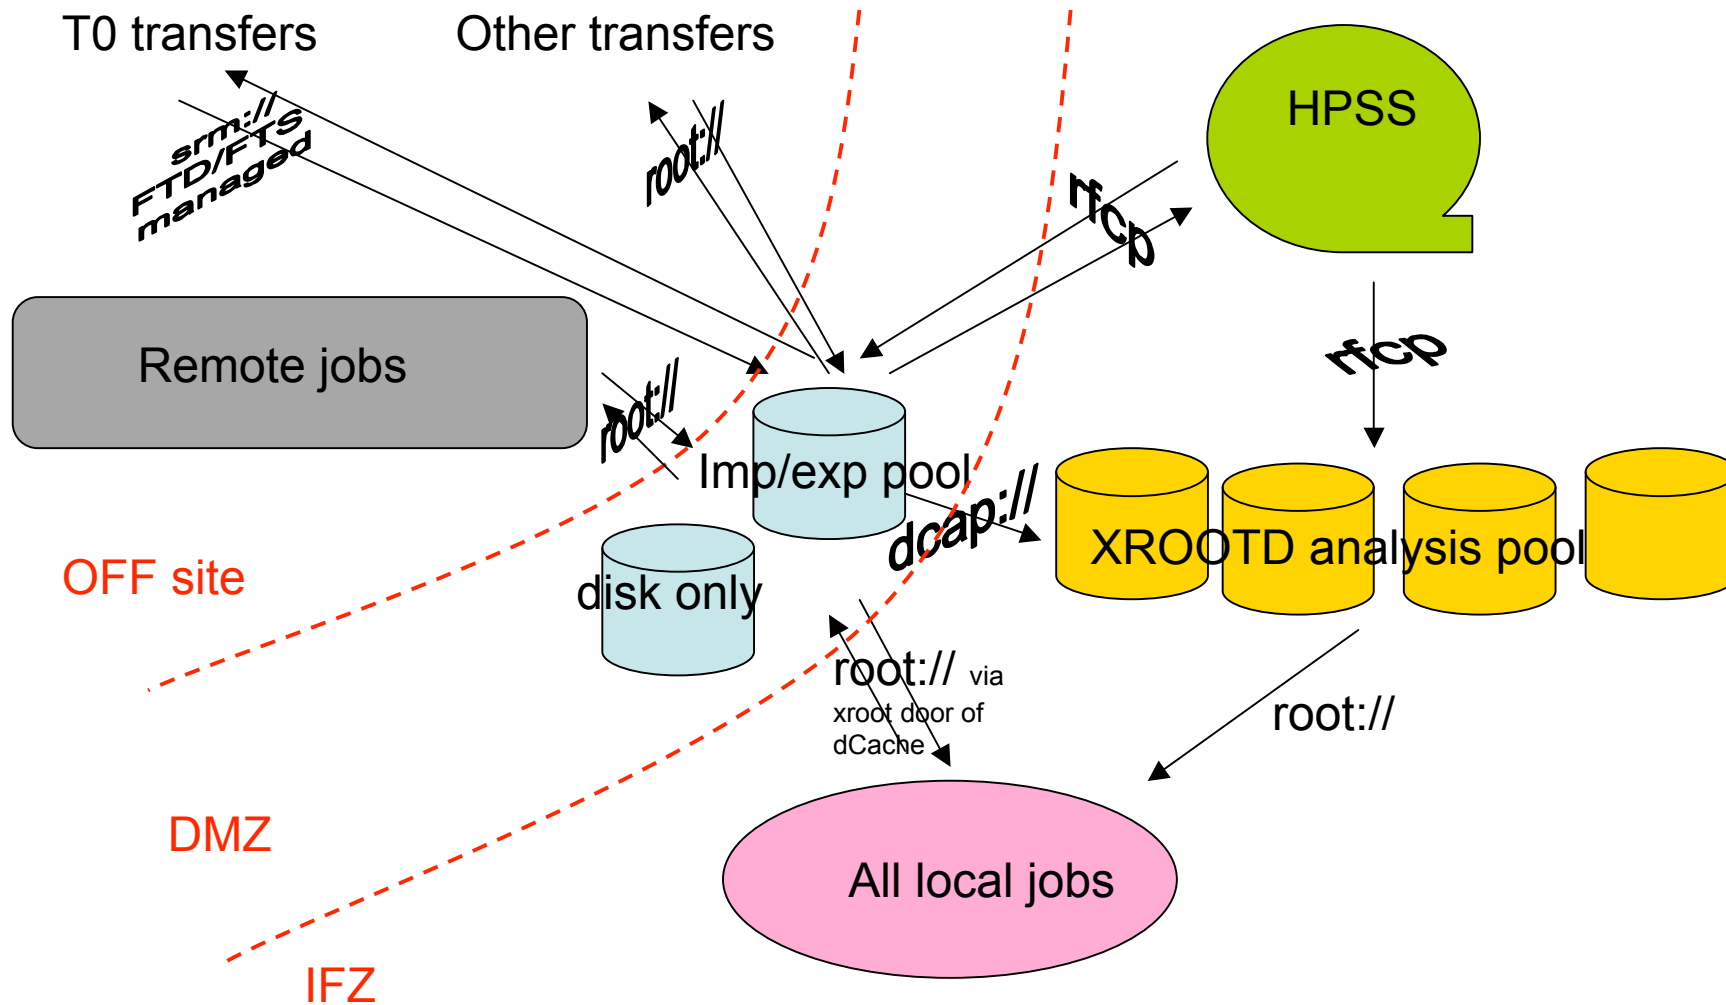 T0 transfers
Other transfers
HPSS
srm://
FTD/FTS
managed
root://
rfcp
Remote jobs
root://
rfcp
Imp/exp pool
dcap://
XROOTD analysis pool
OFF site
disk only
root:// via
xroot door of
dCache
root://
DMZ
All local jobs
IFZ